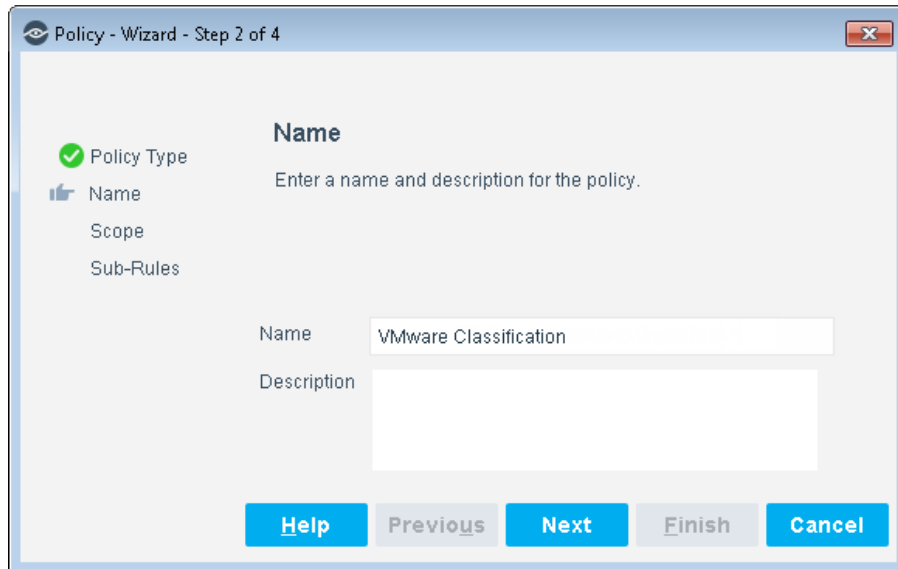 Policy - Wizard - Step 2 of 4
Policy Type
Name
Scope
Sub-Rules
Name
Enter a name and description for the policy.
Name
VMware Classification
Description
Help
Previous
Next
Finish
Cancel